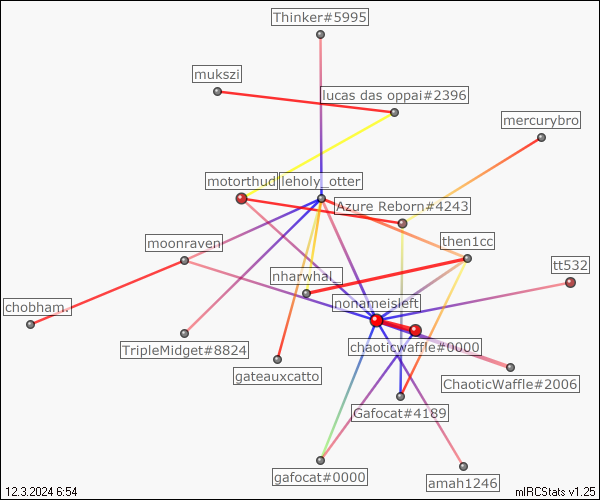 Thinker#5995
mukszi
lucas das oppai#2396
mercurybro
motorthud
leholy_otter
Azure Reborn#4243
moonraven
then1cc
nharwhal_
tt532
nonameisleft
chobham.
TripleMidget#8824
chaoticwaffle#0000
gateauxcatto
ChaoticWaffle#2006
Gafocat#4189
gafocat#0000
amah1246
12.3.2024 6:54
mIRCStats v1.25